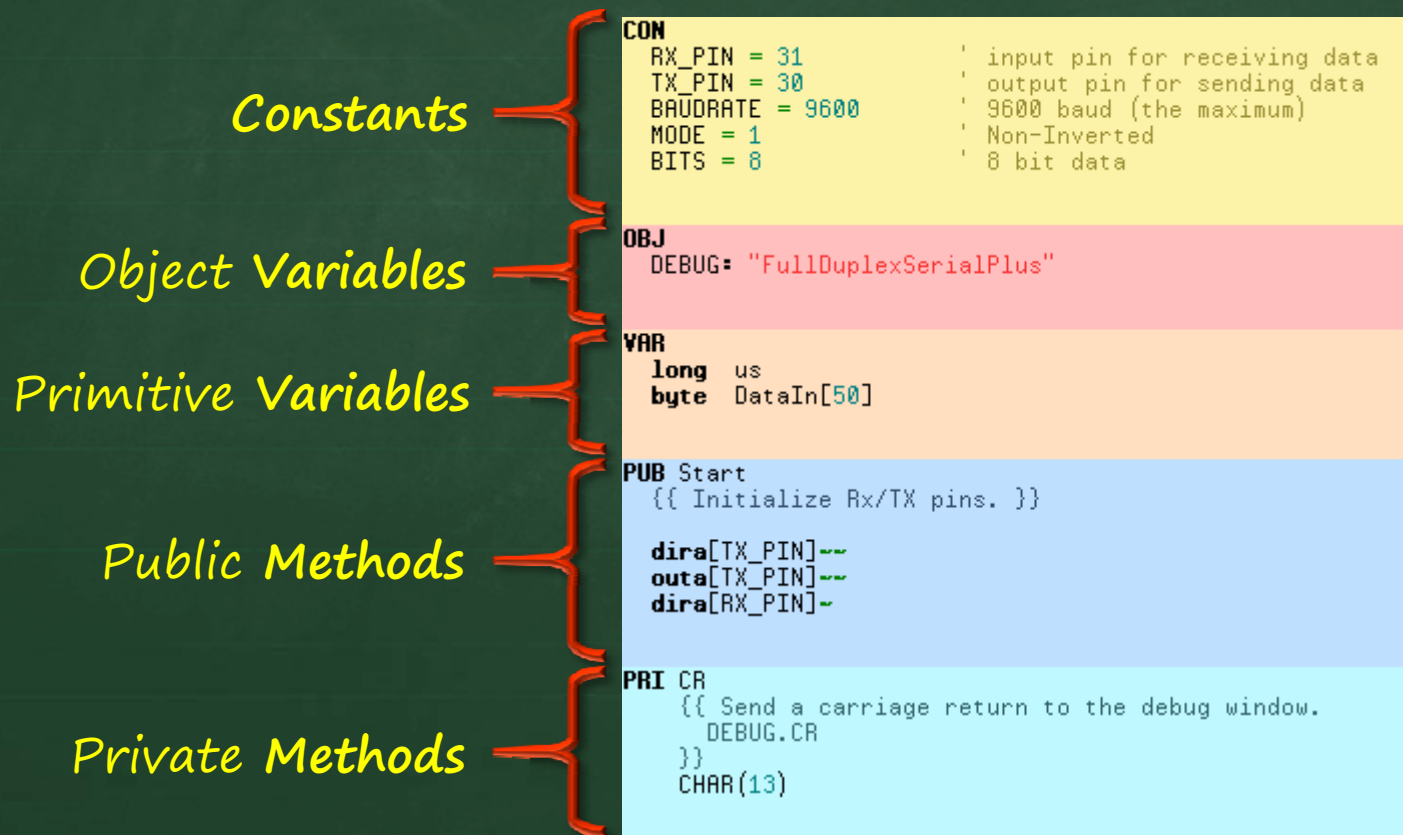 Constants
CON
RX_PIN = 31 ' input pin for receiving data
TX_PIN = 30 ' output pin for sending data
BAUDRATE = 9600 ' 9600 baud (the maximum)
MODE = 1 ' Non-Inverted
BITS = 8 ' 8 bit data
Object Variables
OBJ
DEBUG: "FullDuplexSerialPlus"
Primitive Variables
VAR
long us
byte DataIn[50]
Public Methods
PUB Start
{{ Initialize Rx/TX pins. }}
dira[TX_PIN]~~
outa[TX_PIN]~~
dira[RX_PIN]~
Private Methods
PRI CR
{{ Send a carriage return to the debug window.
DEBUG.CR
}}
CHAR(13)